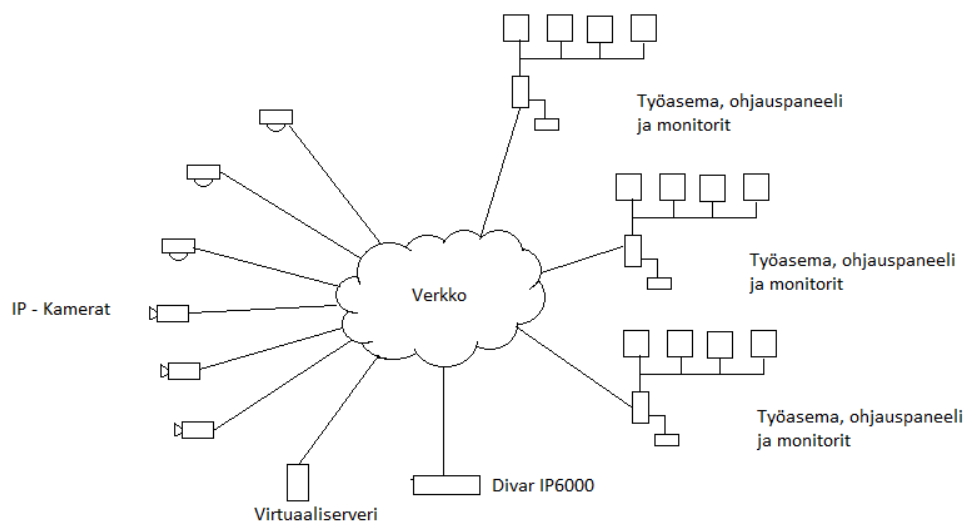 Työasema, ohjauspaneeli
ja monitorit
Työasema, ohjauspaneeli
ja monitorit
Verkko
IP - Kamerat
Työasema, ohjauspaneeli
ja monitorit
Divar IP6000
Virtuaaliserveri